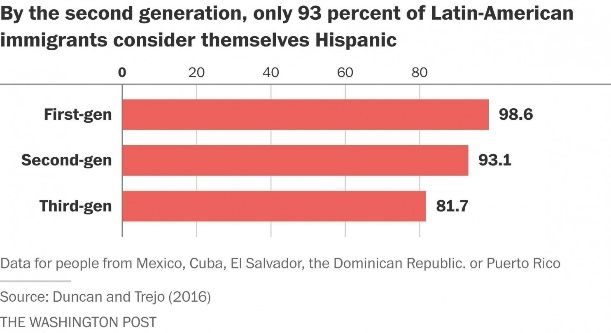 By the second generation, only 93 percent of Latin-American
immigrants consider themselves Hispanic
0 20 40 60 80
First-gen 98.6
Second-gen 93.1
Third-gen 81.7
Data for people from Mexico, Cuba, El Salvador, the Dominican Republic. or Puerto Rico
Source: Duncan and Trejo (2016)
THE WASHINGTON POST